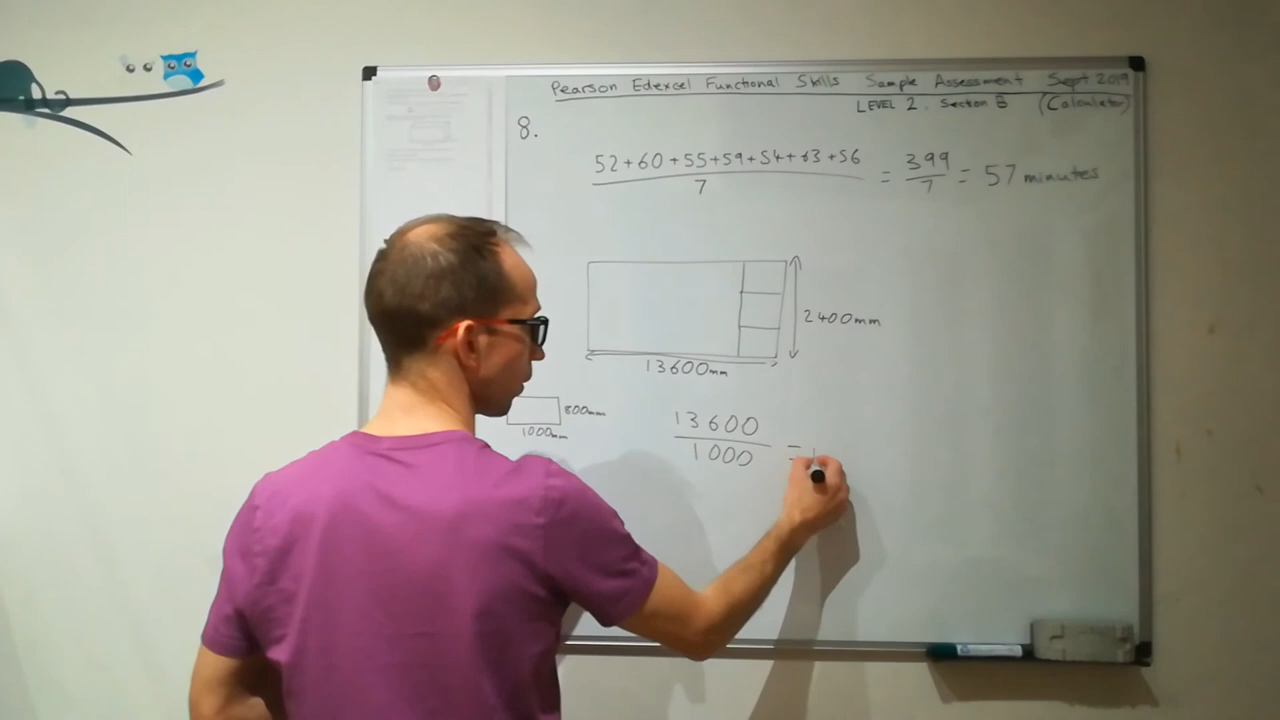 Pearson Edexcel Functional Skills Sample Assessment Sept 2019
LEVEL 2. Section B (Calculator)
8.
52+60+55+59+54+63+56
7
= 399/7 = 57 minutes
2400mm
13600mm
800mm
1000mm
13600
1000
= 1